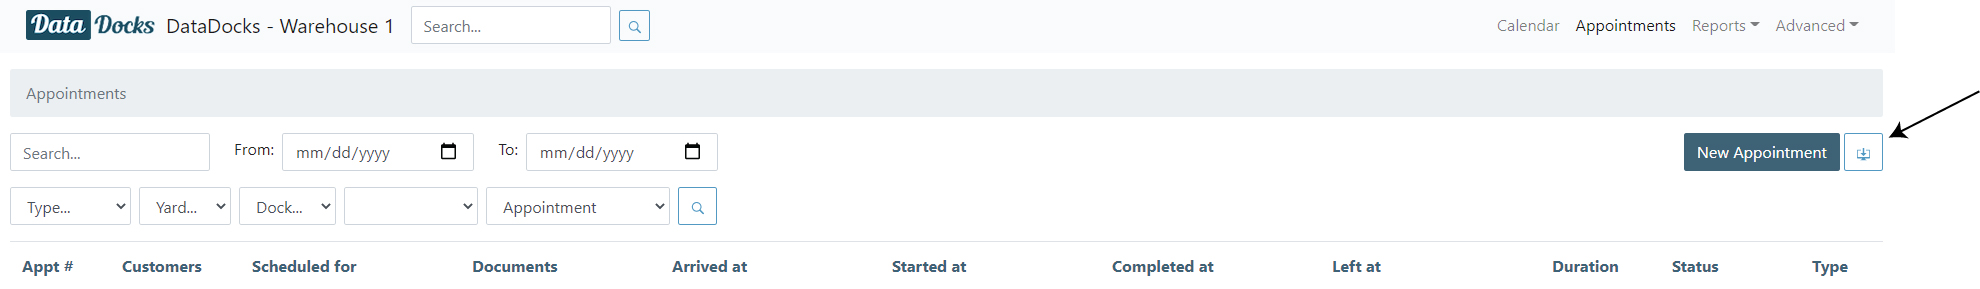 Data Docks DataDocks - Warehouse 1 Search... Calendar Appointments Reports Advanced
Appointments
Search... From: mm/dd/yyyy To: mm/dd/yyyy New Appointment
Type... Yard... Dock... Appointment
Appt # Customers Scheduled for Documents Arrived at Started at Completed at Left at Duration Status Type